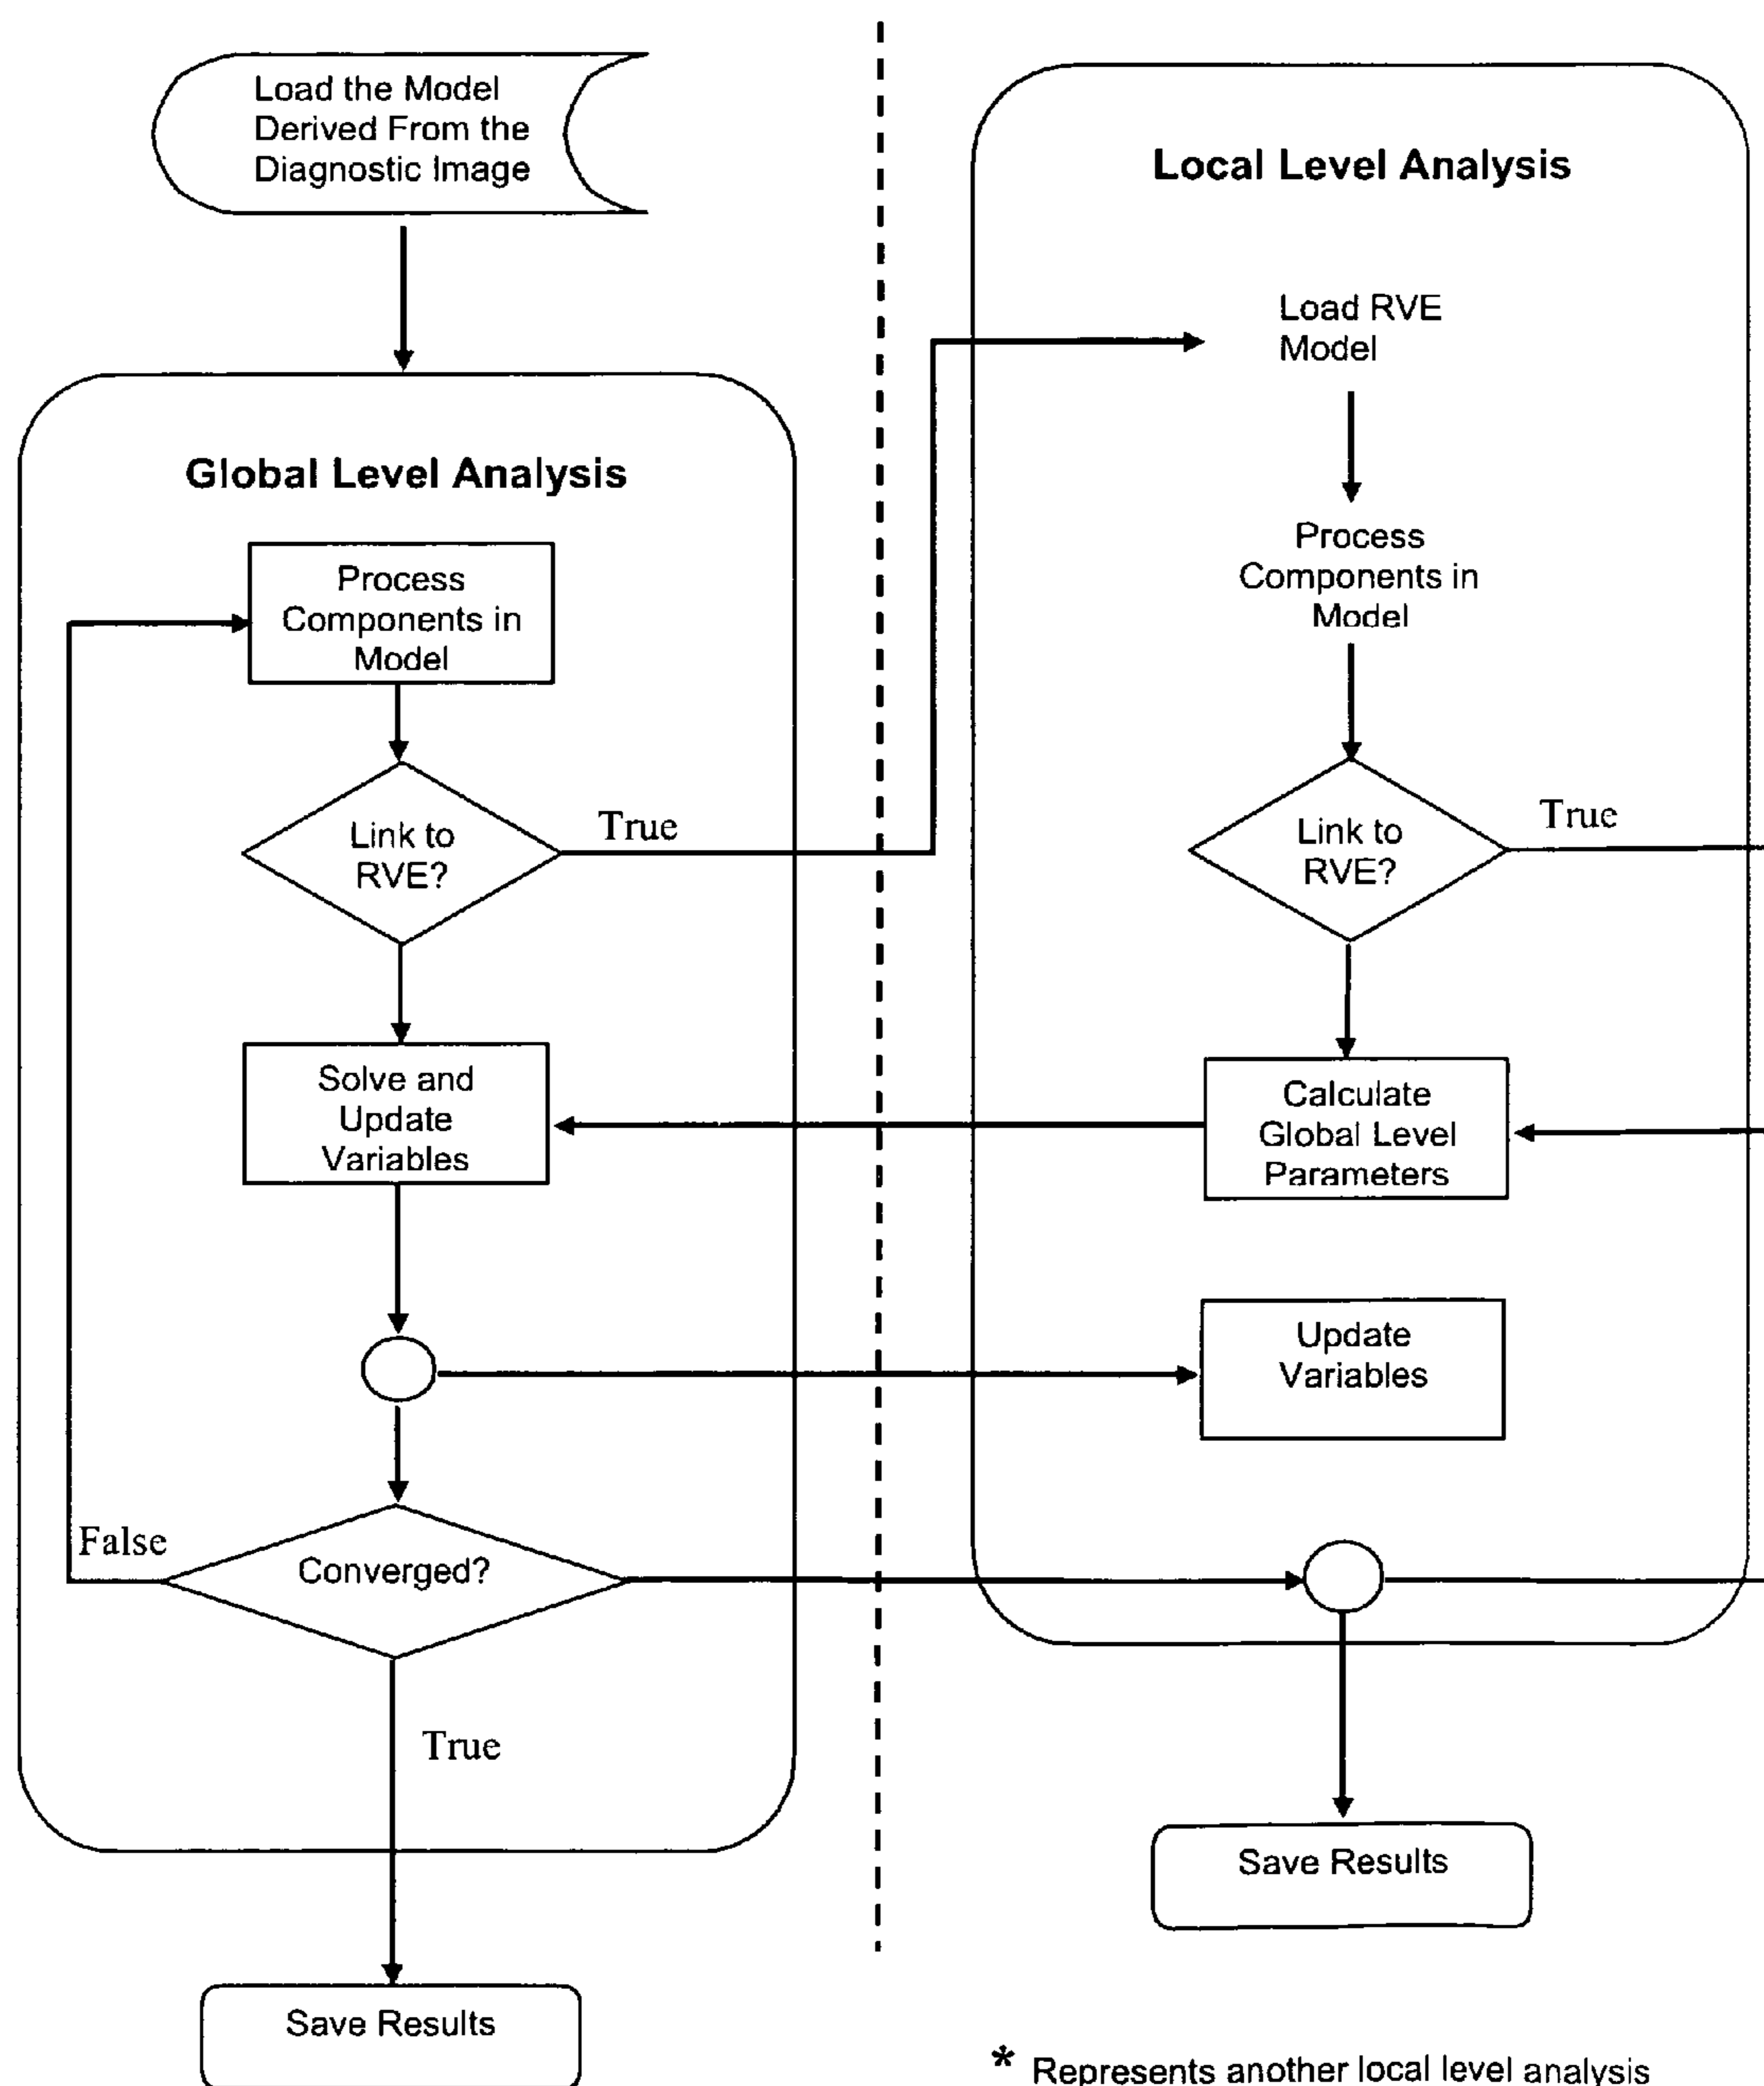 Load the Model
Derived From the
Diagnostic Image
Global Level Analysis
Process
Components in
Model
Link to
RVE?
True
Solve and
Update
Variables
Converged?
False
True
Save Results
Local Level Analysis
Load RVE
Model
Process
Components in
Model
Link to
RVE?
True
Calculate
Global Level
Parameters
Update
Variables
Save Results
* Represents another local level analysis